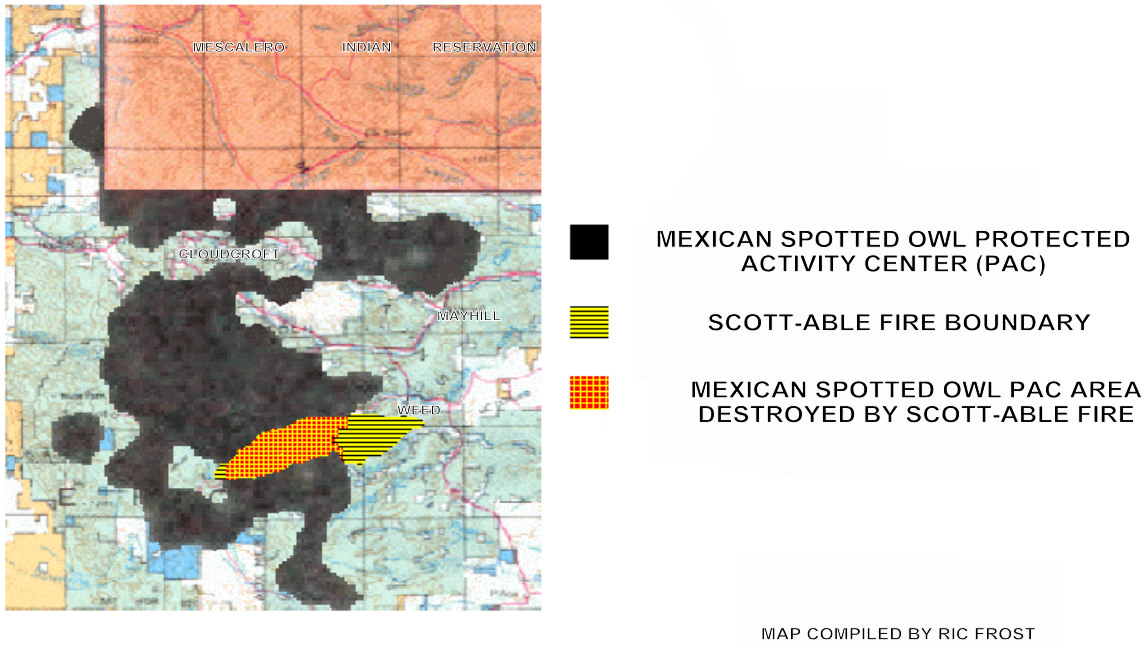 MESCALERO INDIAN RESERVATION
CLOUDCROFT
MAYHILL
WEED
MEXICAN SPOTTED OWL PROTECTED
ACTIVITY CENTER (PAC)
SCOTT-ABLE FIRE BOUNDARY
MEXICAN SPOTTED OWL PAC AREA
DESTROYED BY SCOTT-ABLE FIRE
MAP COMPILED BY RIC FROST